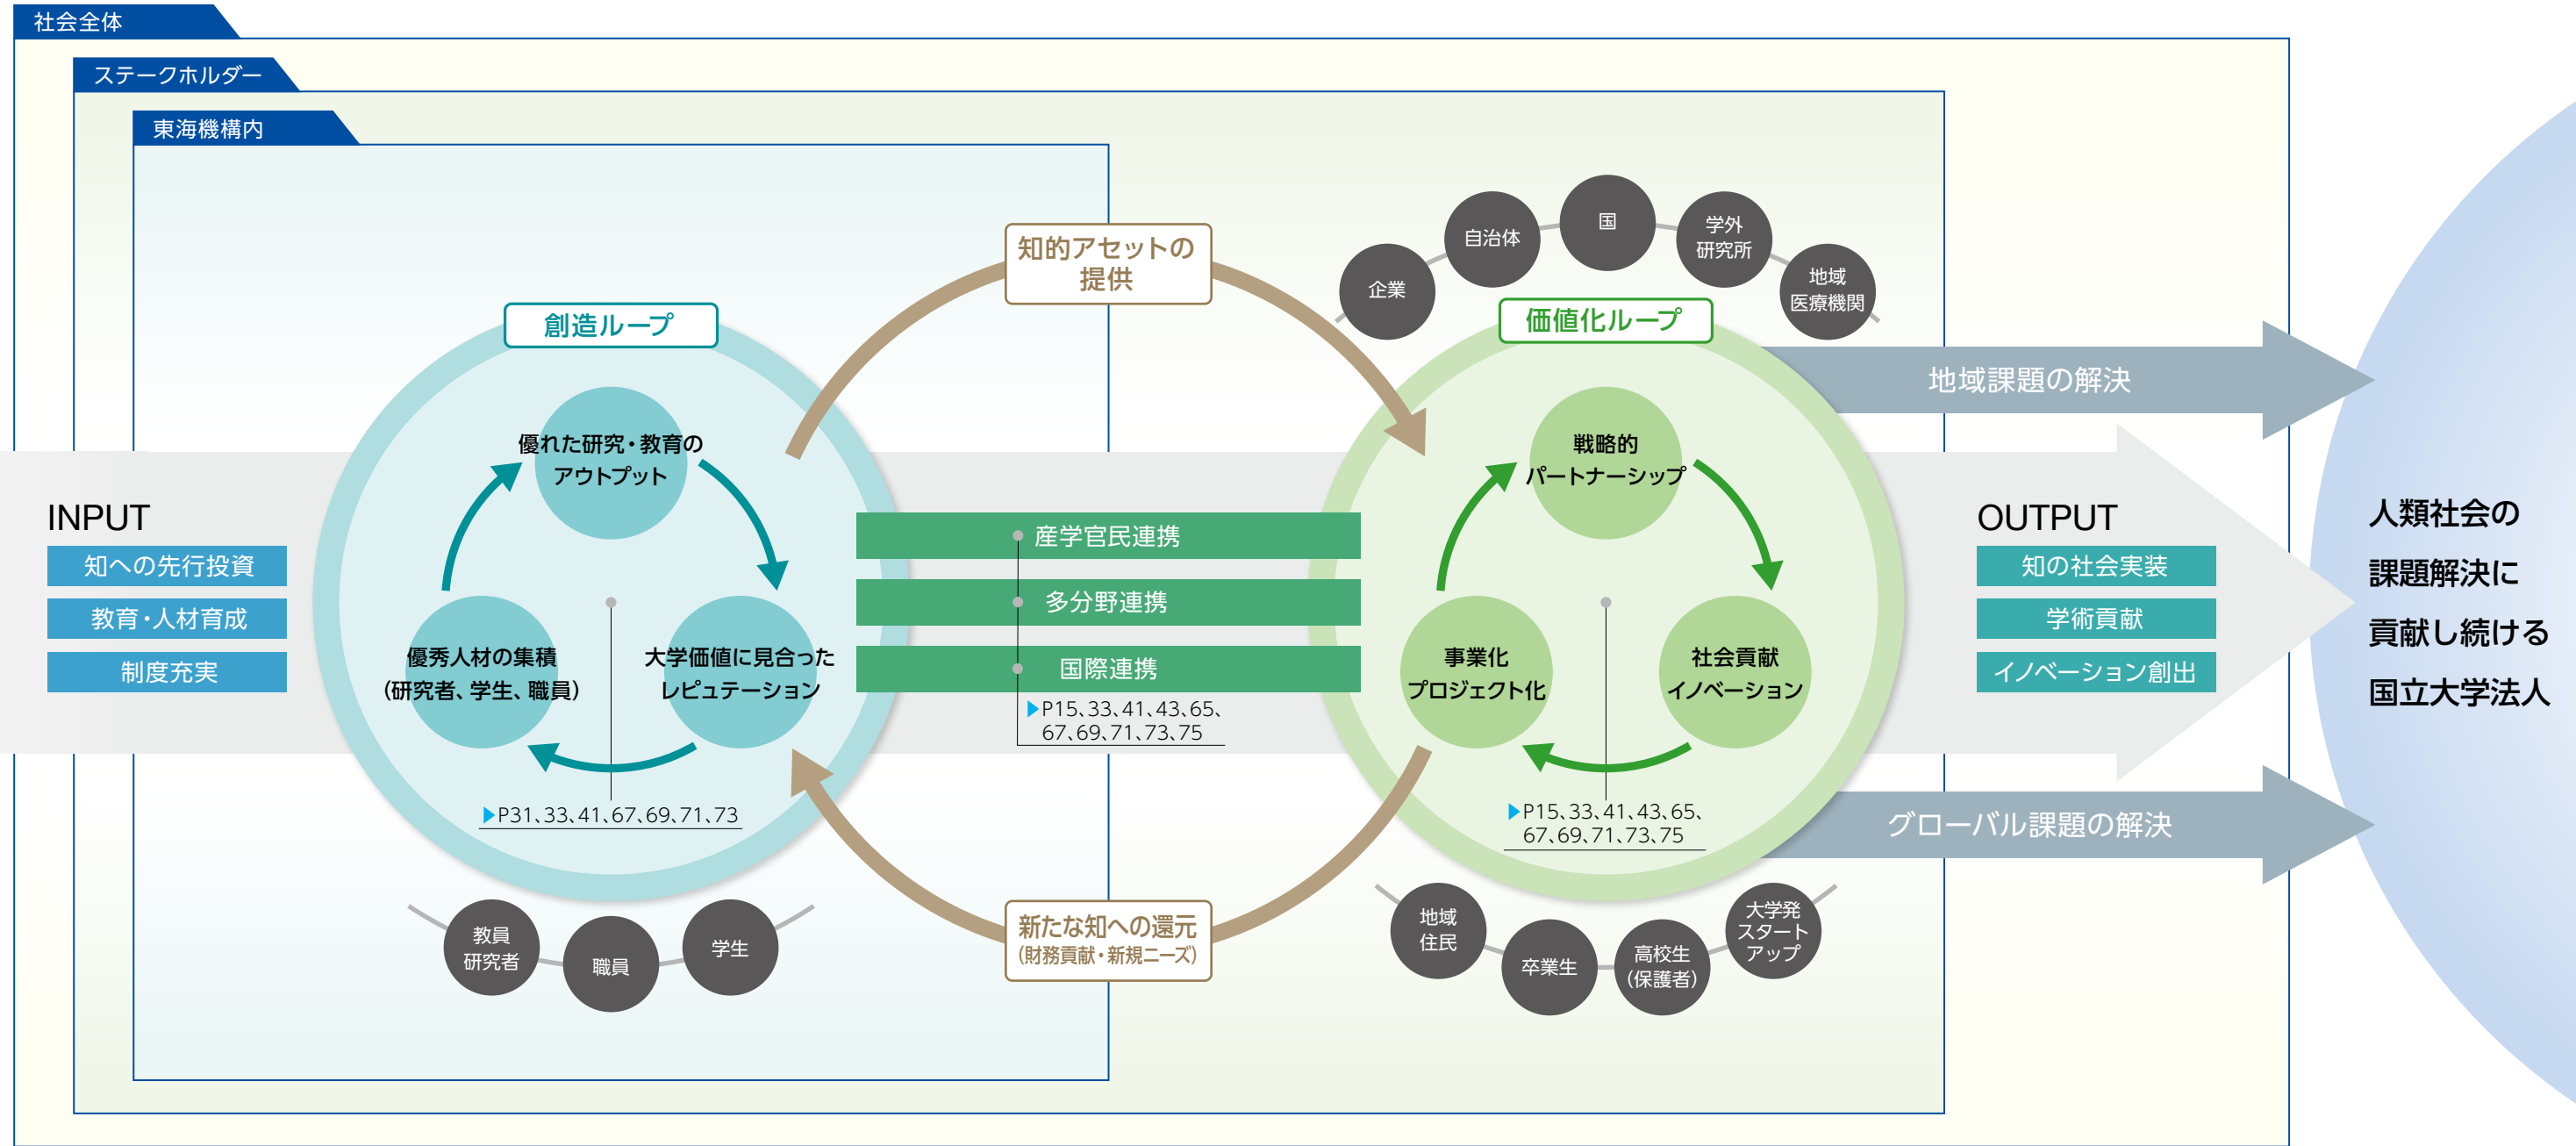 社会全体
ステークホルダー
東海機構内
INPUT
知への先行投資
教育・人材育成
制度充実
創造ループ
優れた研究・教育の
アウトプット
大学価値に見合った
レピュテーション
優秀人材の集積
(研究者、学生、職員)
▶P31、33、41、67、69、71、73
教員
研究者
職員
学生
知的アセットの
提供
産学官民連携
多分野連携
国際連携
▶P15、33、41、43、65、
67、69、71、73、75
新たな知への還元
(財務貢献・新規ニーズ)
企業
自治体
国
学外
研究所
地域
医療機関
価値化ループ
戦略的
パートナーシップ
社会貢献
イノベーション
事業化
プロジェクト化
▶P15、33、41、43、65、
67、69、71、73、75
地域
住民
卒業生
高校生
(保護者)
大学発
スタート
アップ
地域課題の解決
OUTPUT
知の社会実装
学術貢献
イノベーション創出
グローバル課題の解決
人類社会の
課題解決に
貢献し続ける
国立大学法人